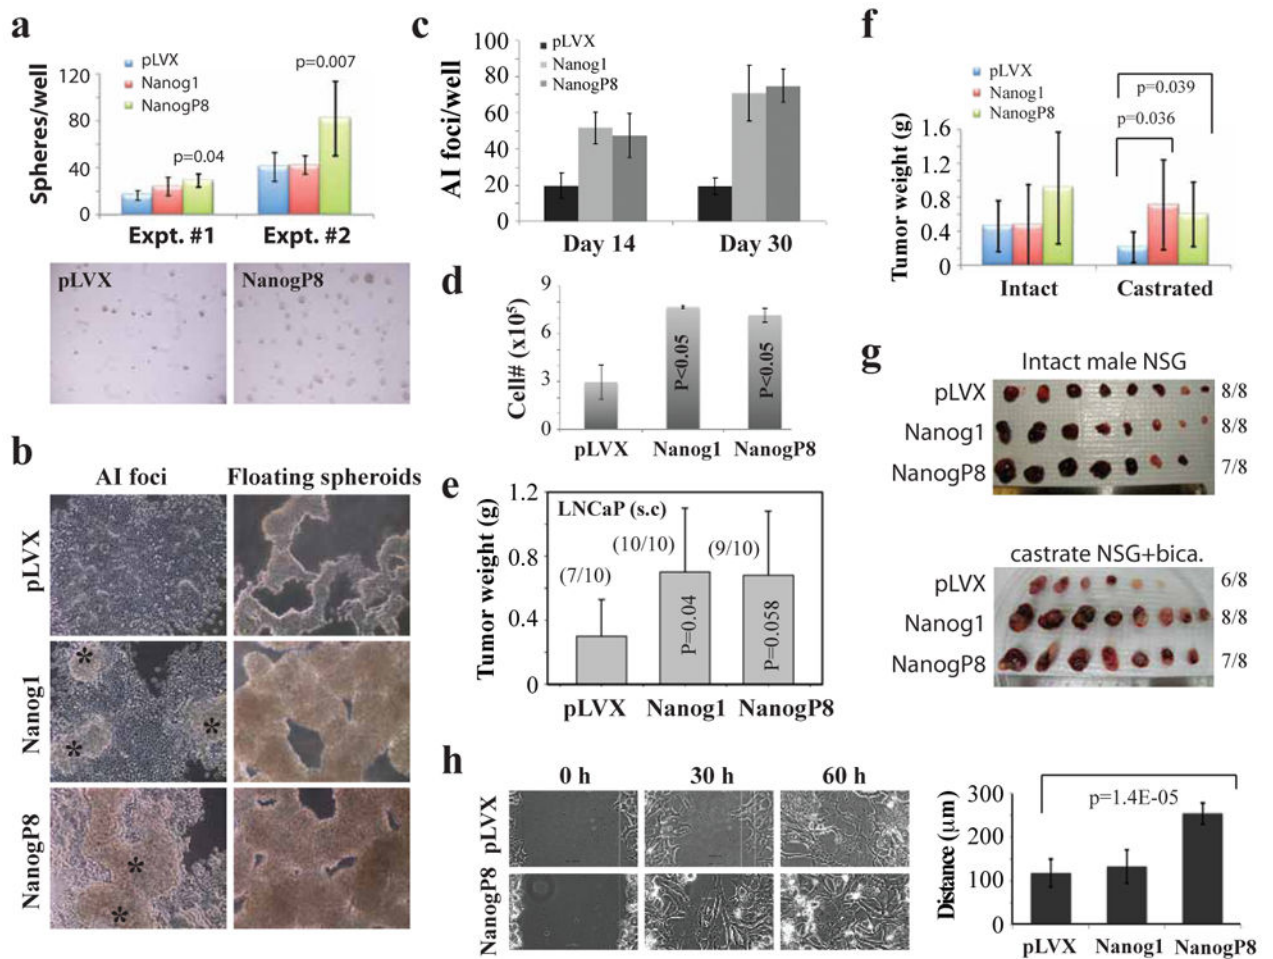 a
pLVX
Nanog1
NanogP8
p=0.007
p=0.04
Spheres/well
120
80
40
0
Expt. #1
Expt. #2
pLVX
NanogP8
b
AI foci
Floating spheroids
pLVX
Nanog1
*
*
*
NanogP8
*
*
c
pLVX
Nanog1
NanogP8
AI foci/well
100
80
60
40
20
0
Day 14
Day 30
d
Cell# (x10⁵)
9
6
3
0
P<0.05
P<0.05
pLVX
Nanog1
NanogP8
e
Tumor weight (g)
1.2
0.8
0.4
0
LNCaP (s.c)
(7/10)
(10/10)
(9/10)
P=0.04
P=0.058
pLVX
Nanog1
NanogP8
f
pLVX
Nanog1
NanogP8
p=0.039
p=0.036
Tumor weight (g)
1.6
1.2
0.8
0.4
0
Intact
Castrated
g
Intact male NSG
pLVX 8/8
Nanog1 8/8
NanogP8 7/8
castrate NSG+bica.
pLVX 6/8
Nanog1 8/8
NanogP8 7/8
h
0 h
30 h
60 h
pLVX
NanogP8
Distance (μm)
300
200
100
0
p=1.4E-05
pLVX
Nanog1
NanogP8